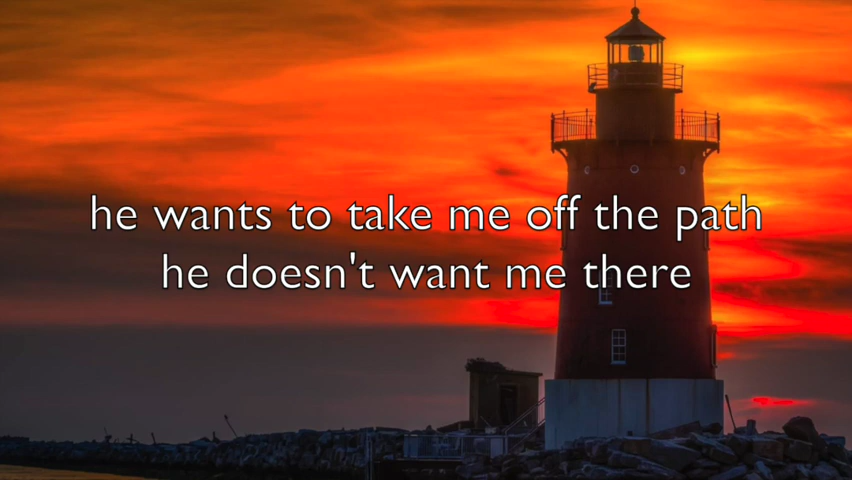 he wants to take me off the path
he doesn't want me there